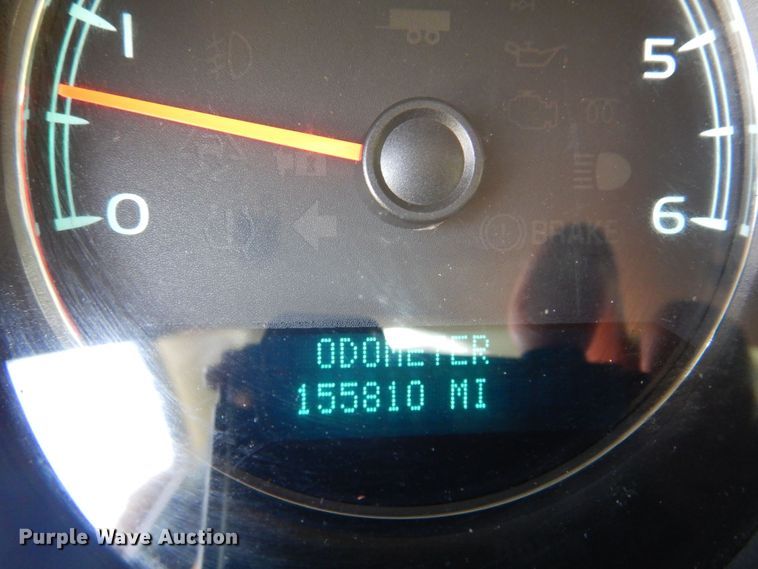 1
5
0
6
BRAKE
ODOMETER
155810 MI
Purple Wave Auction